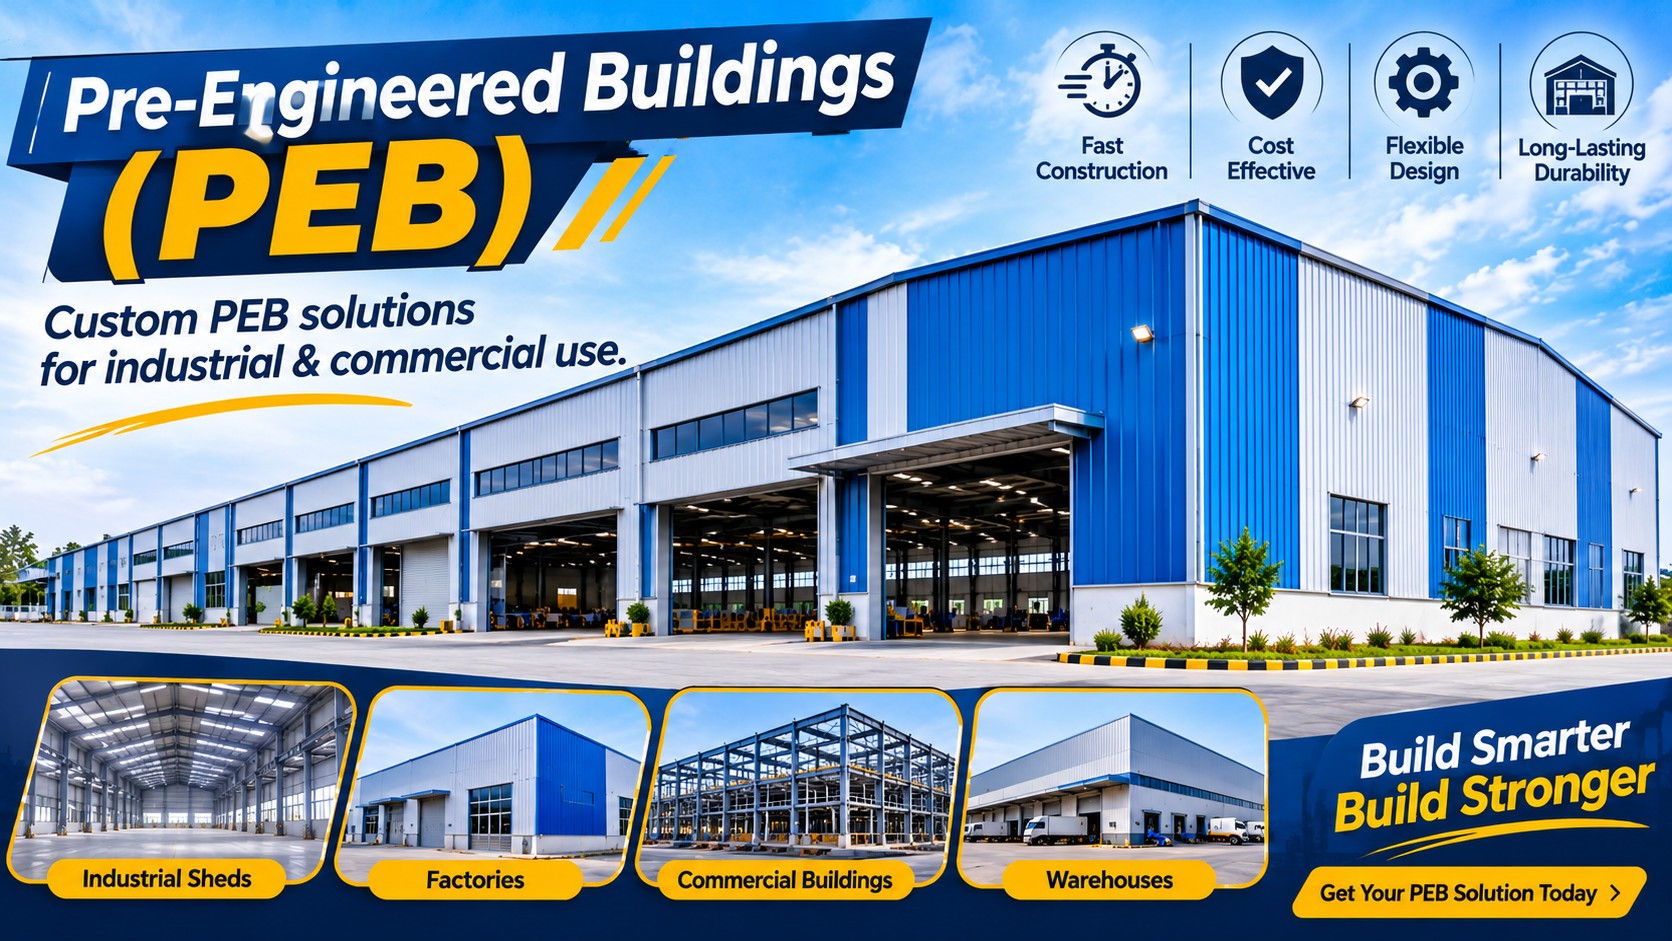 Pre-Engineered Buildings
(PEB)
Custom PEB solutions
for industrial & commercial use.
Fast
Construction
Cost
Effective
Flexible
Design
Long-Lasting
Durability
Industrial Sheds
Factories
Commercial Buildings
Warehouses
Build Smarter
Build Stronger
Get Your PEB Solution Today >